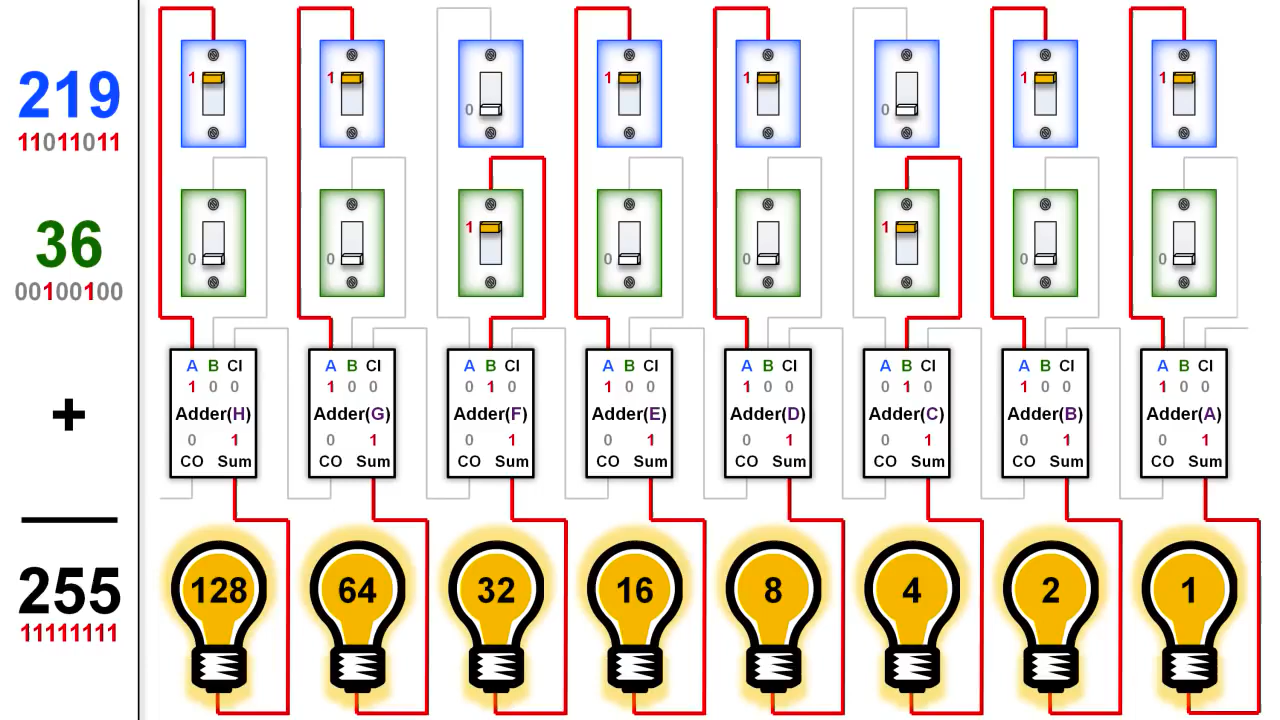 219
11011011
1 1 0 1 1 0 1 1
36
00100100
0 0 1 0 0 1 0 0
+
A B CI A B CI A B CI A B CI A B CI A B CI A B CI A B CI
1 0 0 1 0 0 0 1 0 1 0 0 1 0 0 0 1 0 1 0 0 1 0 0
Adder(H) Adder(G) Adder(F) Adder(E) Adder(D) Adder(C) Adder(B) Adder(A)
0 1 0 1 0 1 0 1 0 1 0 1 0 1 0 1
CO Sum CO Sum CO Sum CO Sum CO Sum CO Sum CO Sum CO Sum
255
11111111
128 64 32 16 8 4 2 1